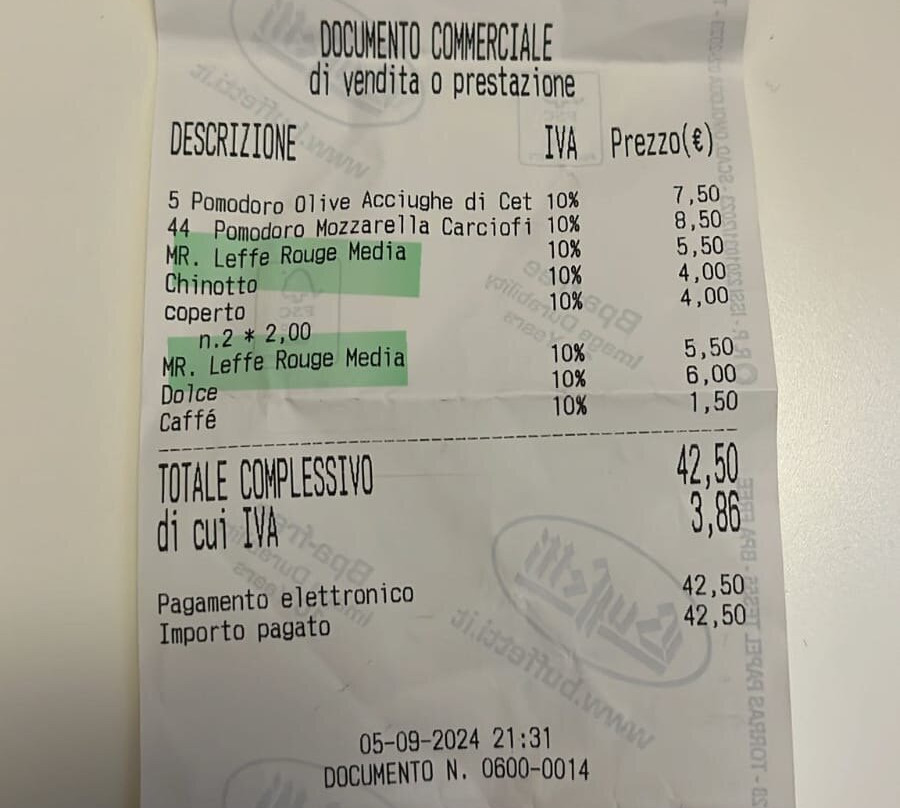 DOCUMENTO COMMERCIALE
di vendita o prestazione
DESCRIZIONE IVA Prezzo(€)
5 Pomodoro Olive Acciughe di Cet 10% 7,50
44 Pomodoro Mozzarella Carciofi 10% 8,50
MR. Leffe Rouge Media 10% 5,50
Chinotto 10% 4,00
coperto 10% 4,00
n.2 * 2,00
MR. Leffe Rouge Media 10% 5,50
Dolce 10% 6,00
Caffé 10% 1,50
TOTALE COMPLESSIVO 42,50
di cui IVA 3,86
Pagamento elettronico 42,50
Importo pagato 42,50
05-09-2024 21:31
DOCUMENTO N. 0600-0014
Buffetti
www.buffetti.it